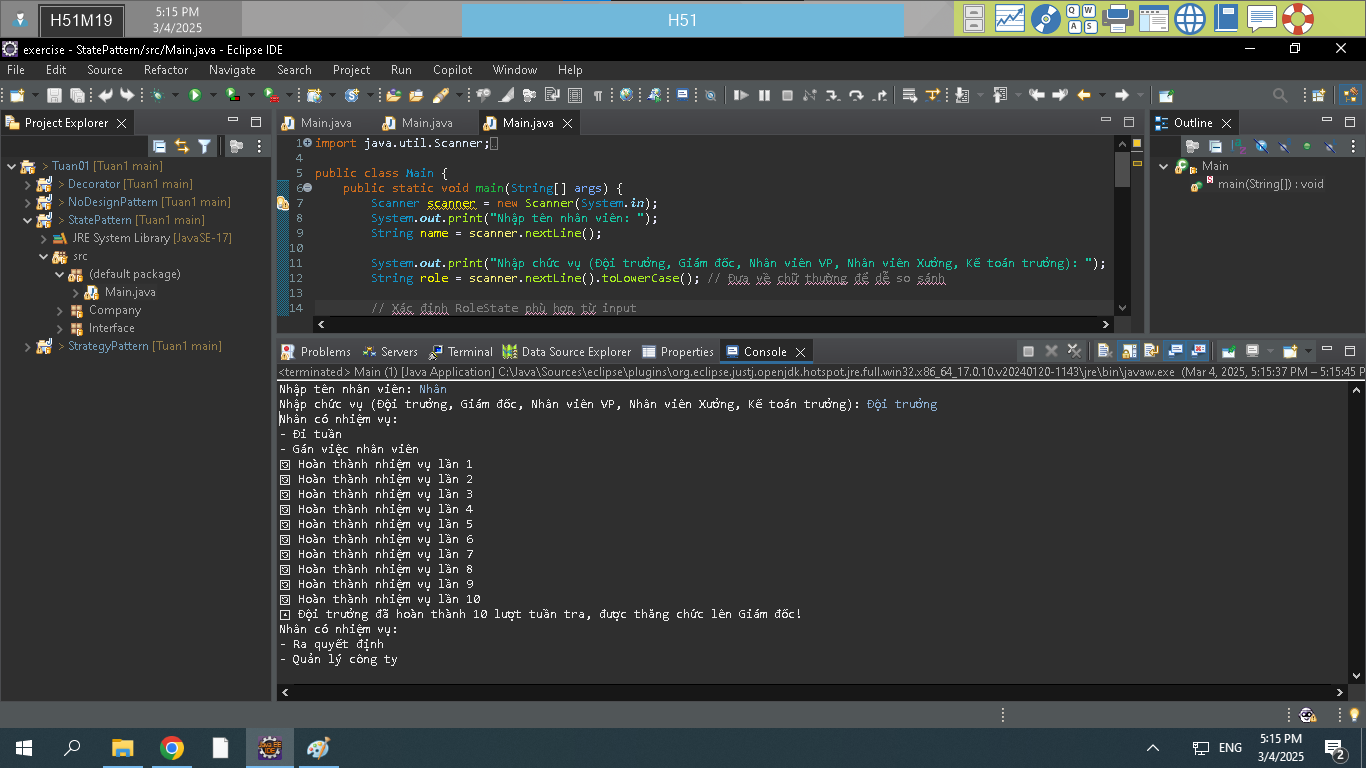 H51M19
5:15 PM
3/4/2025
H51
Q W
A S
exercise - StatePattern/src/Main.java - Eclipse IDE
File Edit Source Refactor Navigate Search Project Run Copilot Window Help
Project Explorer
> Tuan01 [Tuan1 main]
> Decorator [Tuan1 main]
> NoDesignPattern [Tuan1 main]
> StatePattern [Tuan1 main]
JRE System Library [JavaSE-17]
src
(default package)
Main.java
Company
Interface
> StrategyPattern [Tuan1 main]
Main.java Main.java Main.java
1 import java.util.Scanner;
4
5 public class Main {
6 public static void main(String[] args) {
7 Scanner scanner = new Scanner(System.in);
8 System.out.print("Nhập tên nhân viên: ");
9 String name = scanner.nextLine();
10
11 System.out.print("Nhập chức vụ (Đội trưởng, Giám đốc, Nhân viên VP, Nhân viên Xưởng, Kế toán trưởng): ");
12 String role = scanner.nextLine().toLowerCase(); // Đưa về chữ thường để dễ so sánh
13
14 // Xác định RoleState phù hợp từ input
Outline
Main
main(String[]) : void
Problems Servers Terminal Data Source Explorer Properties Console
<terminated> Main (1) [Java Application] C:\Java\Sources\eclipse\plugins\org.eclipse.justj.openjdk.hotspot.jre.full.win32.x86_64_17.0.10.v20240120-1143\jre\bin\javaw.exe (Mar 4, 2025, 5:15:37 PM – 5:15:45 P
Nhập tên nhân viên: Nhân
Nhập chức vụ (Đội trưởng, Giám đốc, Nhân viên VP, Nhân viên Xưởng, Kế toán trưởng): Đội trưởng
Nhân có nhiệm vụ:
- Đi tuần
- Gán việc nhân viên
Hoàn thành nhiệm vụ lần 1
Hoàn thành nhiệm vụ lần 2
Hoàn thành nhiệm vụ lần 3
Hoàn thành nhiệm vụ lần 4
Hoàn thành nhiệm vụ lần 5
Hoàn thành nhiệm vụ lần 6
Hoàn thành nhiệm vụ lần 7
Hoàn thành nhiệm vụ lần 8
Hoàn thành nhiệm vụ lần 9
Hoàn thành nhiệm vụ lần 10
Đội trưởng đã hoàn thành 10 lượt tuần tra, được thăng chức lên Giám đốc!
Nhân có nhiệm vụ:
- Ra quyết định
- Quản lý công ty
ENG
5:15 PM
3/4/2025
2